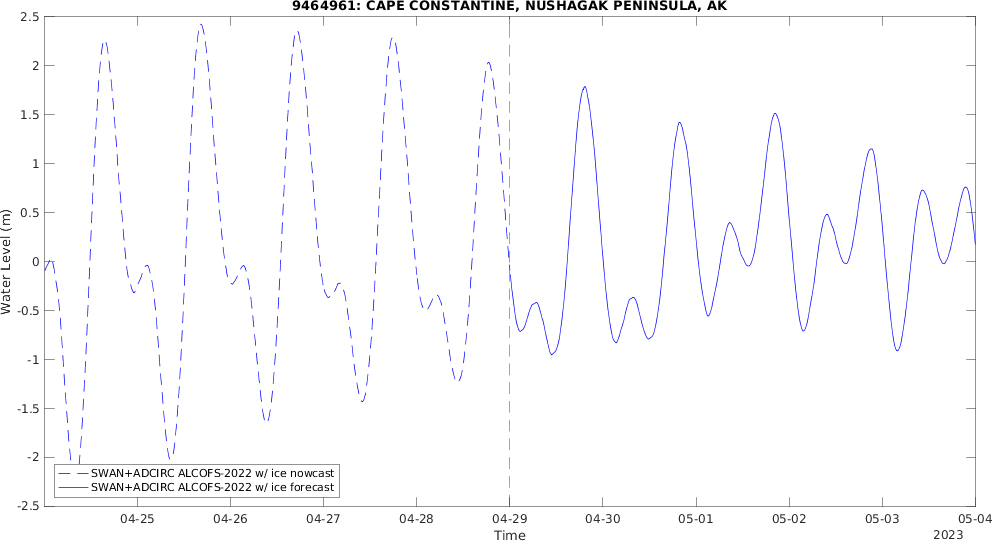 9464961: CAPE CONSTANTINE, NUSHAGAK PENINSULA, AK
2.5
2
1.5
1
0.5
0
-0.5
-1
-1.5
-2
-2.5
Water Level (m)
SWAN+ADCIRC ALCOFS-2022 w/ ice nowcast
SWAN+ADCIRC ALCOFS-2022 w/ ice forecast
04-25 04-26 04-27 04-28 04-29 04-30 05-01 05-02 05-03 05-04
Time
2023